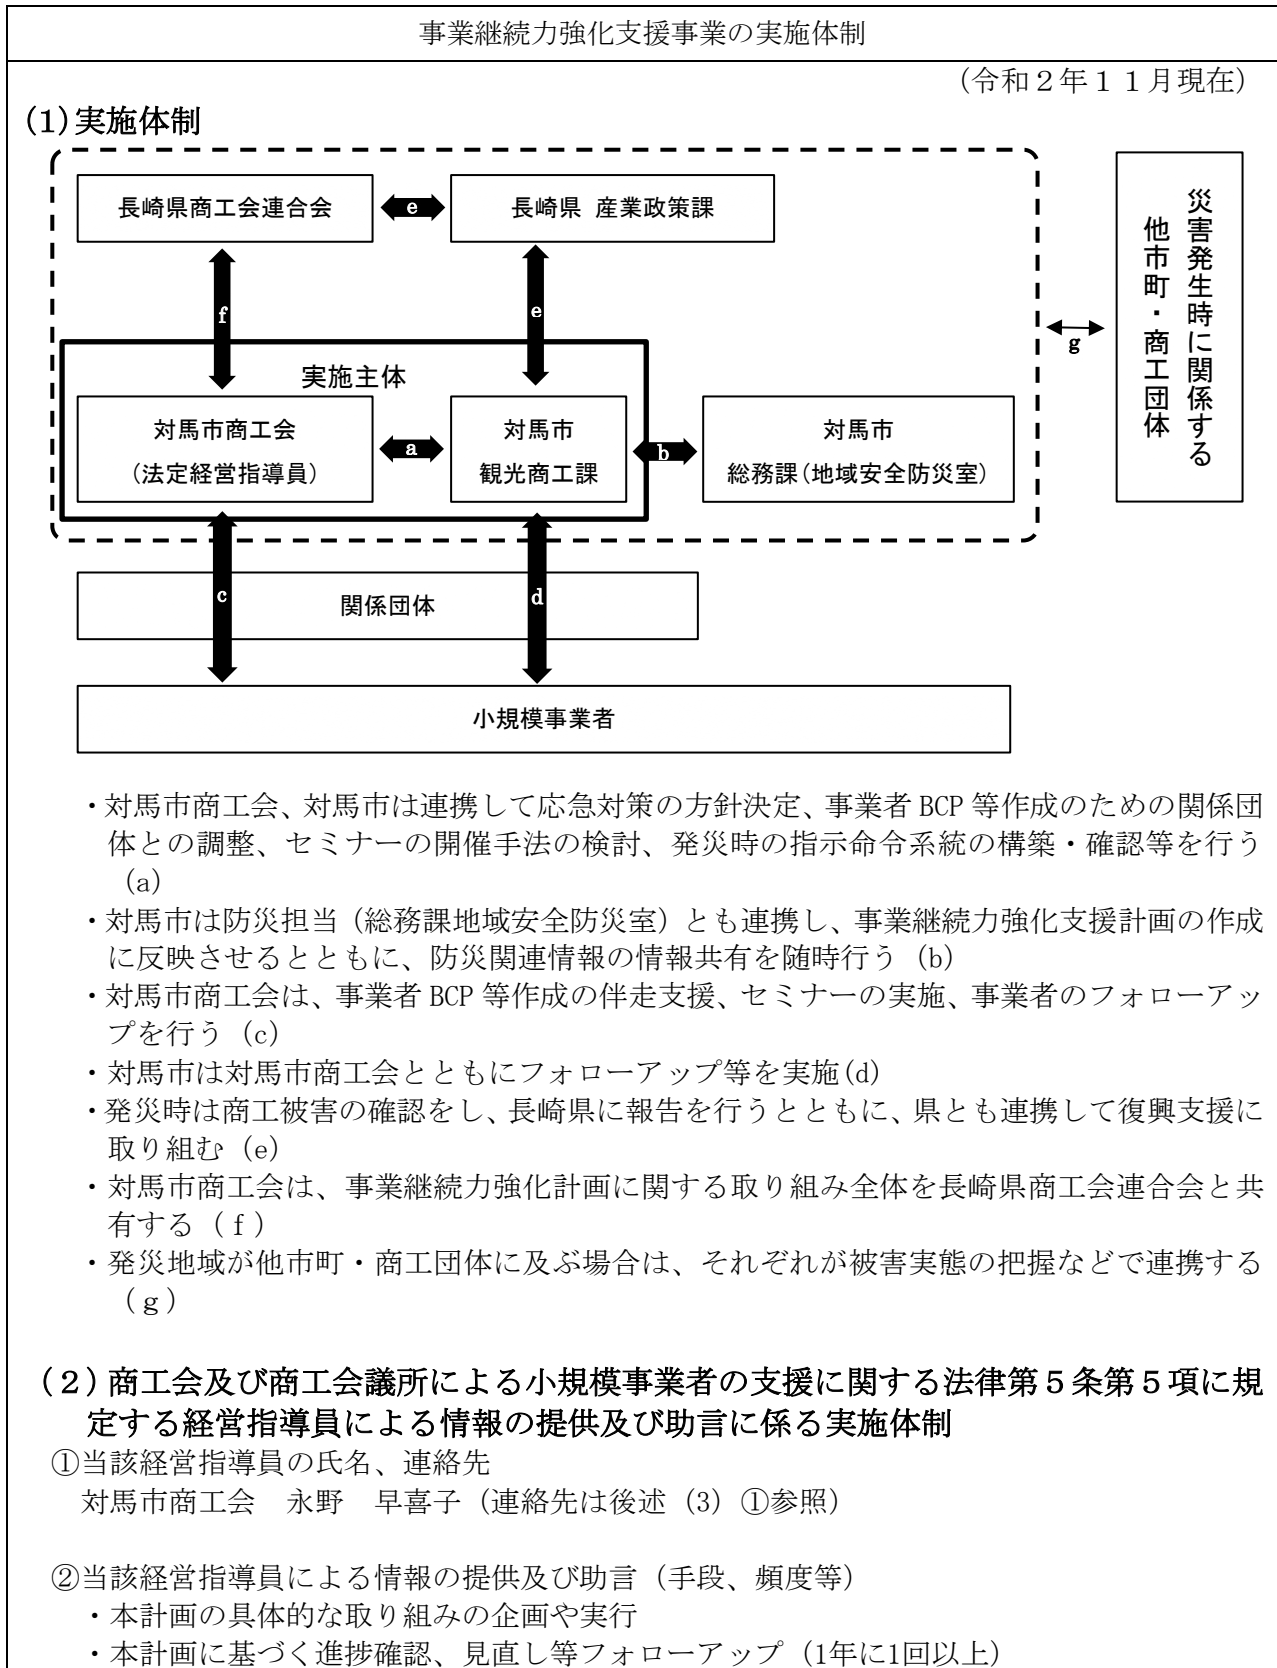 事業継続力強化支援事業の実施体制
(令和２年１１月現在)
(1)実施体制
長崎県商工会連合会
e
長崎県 産業政策課
災害発生時に関係する
他市町・商工団体
f
e
g
実施主体
対馬市商工会
(法定経営指導員)
a
対馬市
観光商工課
b
対馬市
総務課(地域安全防災室)
c
関係団体
d
小規模事業者
・対馬市商工会、対馬市は連携して応急対策の方針決定、事業者 BCP 等作成のための関係団
体との調整、セミナーの開催手法の検討、発災時の指示命令系統の構築・確認等を行う
(a)
・対馬市は防災担当（総務課地域安全防災室）とも連携し、事業継続力強化支援計画の作成
に反映させるとともに、防災関連情報の情報共有を随時行う (b)
・対馬市商工会は、事業者 BCP 等作成の伴走支援、セミナーの実施、事業者のフォローアッ
プを行う (c)
・対馬市は対馬市商工会とともにフォローアップ等を実施(d)
・発災時は商工被害の確認をし、長崎県に報告を行うとともに、県とも連携して復興支援に
取り組む (e)
・対馬市商工会は、事業継続力強化計画に関する取り組み全体を長崎県商工会連合会と共
有する（ｆ）
・発災地域が他市町・商工団体に及ぶ場合は、それぞれが被害実態の把握などで連携する
（ｇ）
(２)商工会及び商工会議所による小規模事業者の支援に関する法律第５条第５項に規
定する経営指導員による情報の提供及び助言に係る実施体制
①当該経営指導員の氏名、連絡先
対馬市商工会　永野　早喜子（連絡先は後述（3）①参照）
②当該経営指導員による情報の提供及び助言（手段、頻度等）
・本計画の具体的な取り組みの企画や実行
・本計画に基づく進捗確認、見直し等フォローアップ（1年に1回以上）